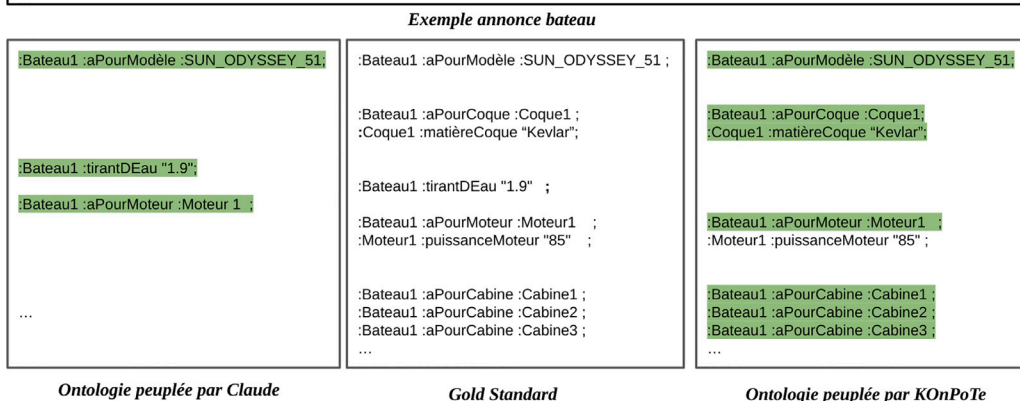 Exemple annonce bateau
:Bateau1 :aPourModèle :SUN_ODYSSEY_51;
:Bateau1 :tirantDEau "1.9";
:Bateau1 :aPourMoteur :Moteur 1 ;
…
Ontologie peuplée par Claude
:Bateau1 :aPourModèle :SUN_ODYSSEY_51 ;
:Bateau1 :aPourCoque :Coque1 ;
:Coque1 :matièreCoque “Kevlar”;
:Bateau1 :tirantDEau "1.9" ;
:Bateau1 :aPourMoteur :Moteur1 ;
:Moteur1 :puissanceMoteur "85" ;
:Bateau1 :aPourCabine :Cabine1 ;
:Bateau1 :aPourCabine :Cabine2 ;
:Bateau1 :aPourCabine :Cabine3 ;
…
Gold Standard
:Bateau1 :aPourModèle :SUN_ODYSSEY_51;
:Bateau1 :aPourCoque :Coque1;
:Coque1 :matièreCoque “Kevlar”;
:Bateau1 :aPourMoteur :Moteur1 ;
:Moteur1 :puissanceMoteur "85" ;
:Bateau1 :aPourCabine :Cabine1 ;
:Bateau1 :aPourCabine :Cabine2 ;
:Bateau1 :aPourCabine :Cabine3 ;
…
Ontologie peuplée par KOnPoTe